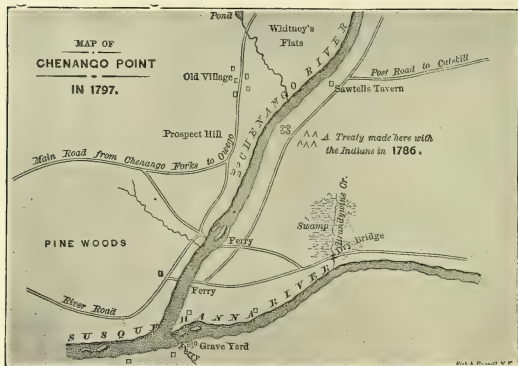 MAP OF
CHENANGO POINT
IN 1797.
Pond
Whitney's
Flats
Old Village
CHENANGO RIVER
Post Road to Catskill
Sawtells Tavern
Prospect Hill
A Treaty made here with
the Indians in 1786.
Main Road from Chenango Forks to Owego
Swamp
Brandywine Cr.
Dry Bridge
PINE WOODS
Ferry
Ferry
River Road
SUSQUEHANNA RIVER
Ferry
Grave Yard